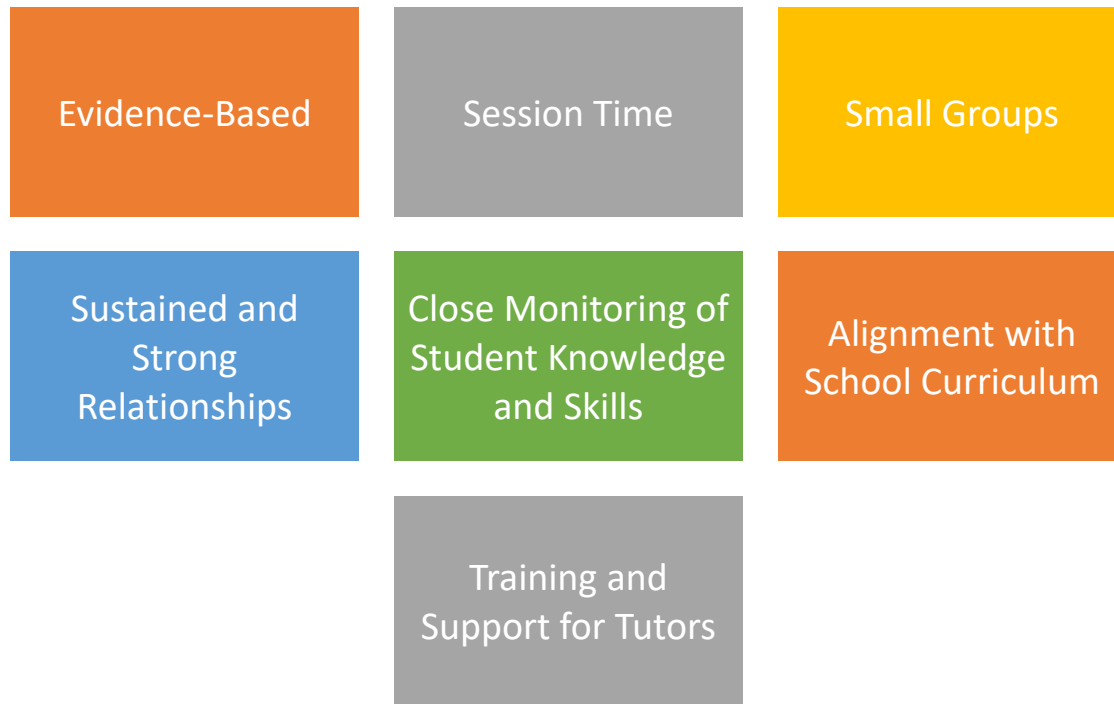 Evidence-Based
Session Time
Small Groups
Sustained and
Strong
Relationships
Close Monitoring of
Student Knowledge
and Skills
Alignment with
School Curriculum
Training and
Support for Tutors